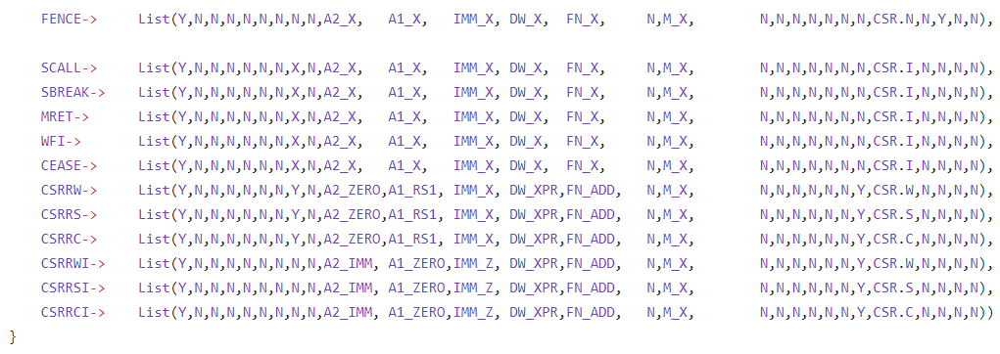 FENCE->     List(Y,N,N,N,N,N,N,N,N,A2_X,   A1_X,   IMM_X, DW_X,  FN_X,     N,M_X,        N,N,N,N,N,N,N,CSR.N,N,Y,N,N),
SCALL->     List(Y,N,N,N,N,N,N,X,N,A2_X,   A1_X,   IMM_X, DW_X,  FN_X,     N,M_X,        N,N,N,N,N,N,N,CSR.I,N,N,N,N),
SBREAK->    List(Y,N,N,N,N,N,N,X,N,A2_X,   A1_X,   IMM_X, DW_X,  FN_X,     N,M_X,        N,N,N,N,N,N,N,CSR.I,N,N,N,N),
MRET->      List(Y,N,N,N,N,N,N,X,N,A2_X,   A1_X,   IMM_X, DW_X,  FN_X,     N,M_X,        N,N,N,N,N,N,N,CSR.I,N,N,N,N),
WFI->       List(Y,N,N,N,N,N,N,X,N,A2_X,   A1_X,   IMM_X, DW_X,  FN_X,     N,M_X,        N,N,N,N,N,N,N,CSR.I,N,N,N,N),
CEASE->     List(Y,N,N,N,N,N,N,X,N,A2_X,   A1_X,   IMM_X, DW_X,  FN_X,     N,M_X,        N,N,N,N,N,N,N,CSR.I,N,N,N,N),
CSRRW->     List(Y,N,N,N,N,N,N,Y,N,A2_ZERO,A1_RS1, IMM_X, DW_XPR,FN_ADD,   N,M_X,        N,N,N,N,N,N,Y,CSR.W,N,N,N,N),
CSRRS->     List(Y,N,N,N,N,N,N,Y,N,A2_ZERO,A1_RS1, IMM_X, DW_XPR,FN_ADD,   N,M_X,        N,N,N,N,N,N,Y,CSR.S,N,N,N,N),
CSRRC->     List(Y,N,N,N,N,N,N,Y,N,A2_ZERO,A1_RS1, IMM_X, DW_XPR,FN_ADD,   N,M_X,        N,N,N,N,N,N,Y,CSR.C,N,N,N,N),
CSRRWI->    List(Y,N,N,N,N,N,N,N,N,A2_IMM, A1_ZERO,IMM_Z, DW_XPR,FN_ADD,   N,M_X,        N,N,N,N,N,N,Y,CSR.W,N,N,N,N),
CSRRSI->    List(Y,N,N,N,N,N,N,N,N,A2_IMM, A1_ZERO,IMM_Z, DW_XPR,FN_ADD,   N,M_X,        N,N,N,N,N,N,Y,CSR.S,N,N,N,N),
CSRRCI->    List(Y,N,N,N,N,N,N,N,N,A2_IMM, A1_ZERO,IMM_Z, DW_XPR,FN_ADD,   N,M_X,        N,N,N,N,N,N,Y,CSR.C,N,N,N,N))
}